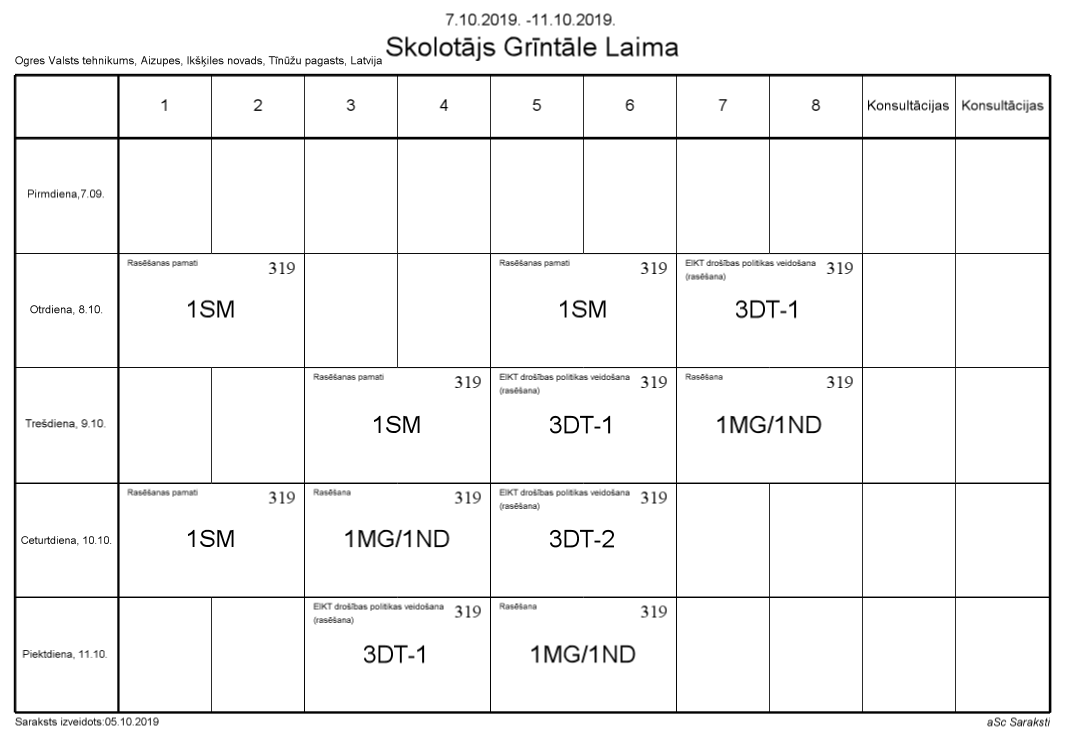 7.10.2019. -11.10.2019.
Skolotājs Grīntāle Laima
Ogres Valsts tehnikums, Aizupes, Ikšķiles novads, Tīnūžu pagasts, Latvija
1 2 3 4 5 6 7 8 Konsultācijas Konsultācijas
Pirmdiena,7.09.
Otrdiena, 8.10.
Rasēšanas pamati 319
1SM
Rasēšanas pamati 319
1SM
EIKT drošības politikas veidošana 319
(rasēšana)
3DT-1
Trešdiena, 9.10.
Rasēšanas pamati 319
1SM
EIKT drošības politikas veidošana 319
(rasēšana)
3DT-1
Rasēšana 319
1MG/1ND
Ceturtdiena, 10.10.
Rasēšanas pamati 319
1SM
Rasēšana 319
1MG/1ND
EIKT drošības politikas veidošana 319
(rasēšana)
3DT-2
Piektdiena, 11.10.
EIKT drošības politikas veidošana 319
(rasēšana)
3DT-1
Rasēšana 319
1MG/1ND
Saraksts izveidots:05.10.2019
aSc Saraksti